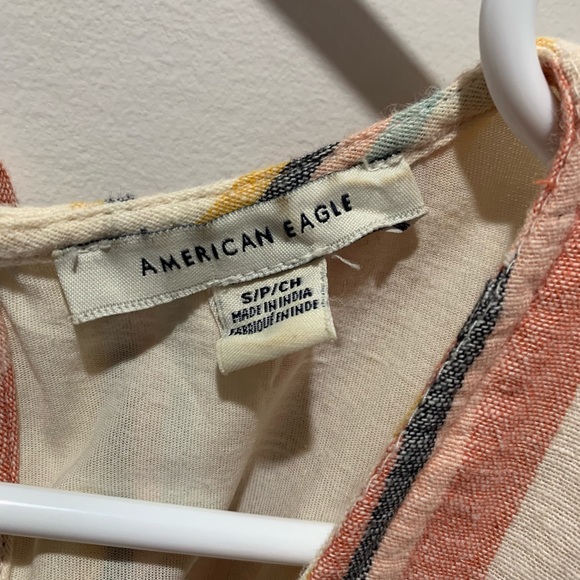 AMERICAN EAGLE
S/P/CH
MADE IN INDIA
FABRIQUÉ EN INDE